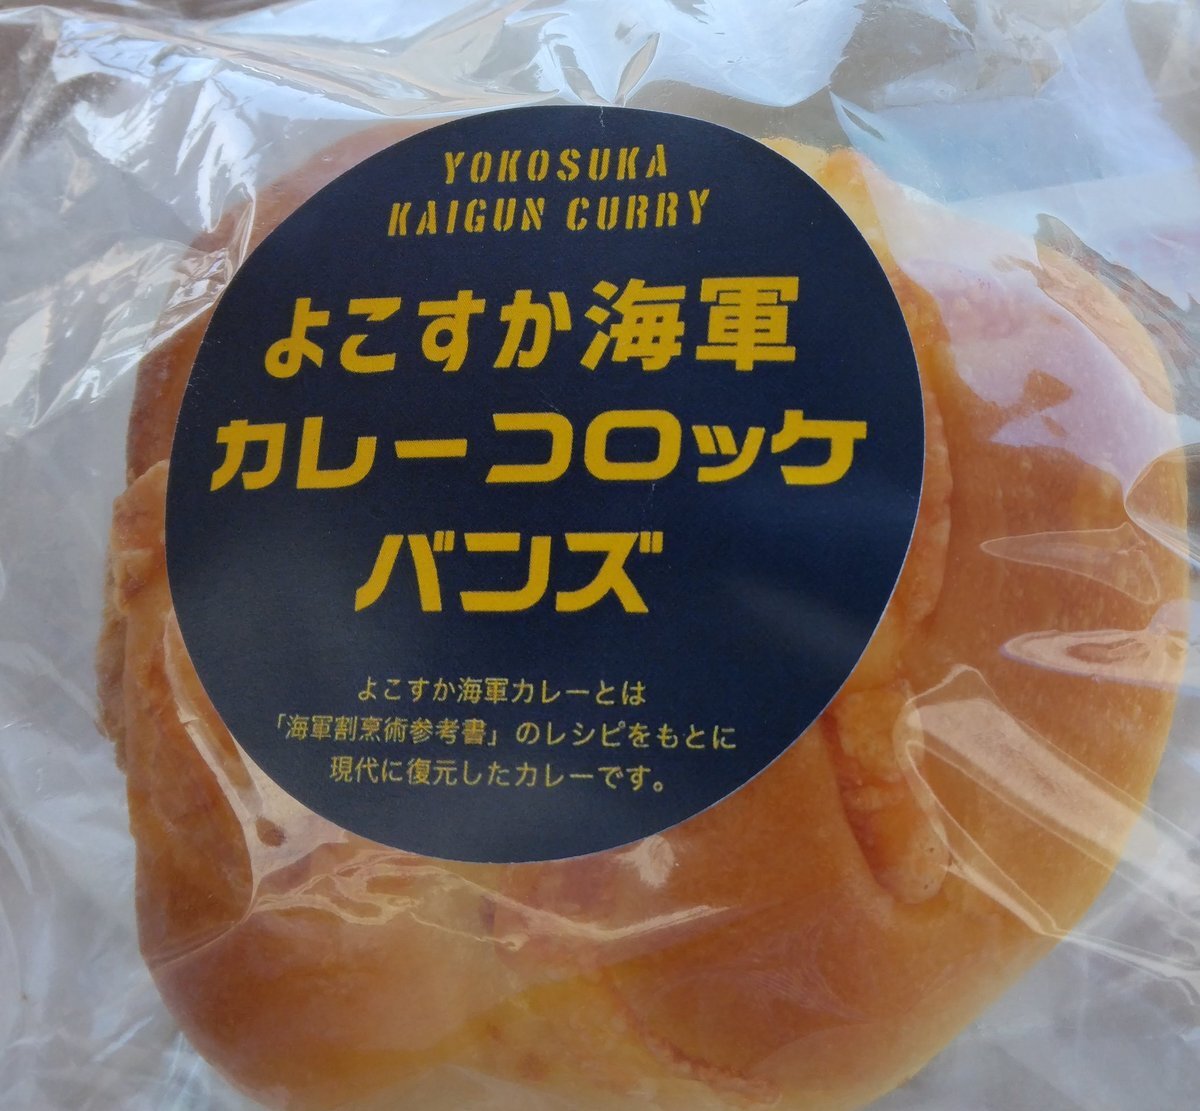 YOKOSUKA
KAIGUN CURRY
よこすか海軍
カレーコロッケ
バンズ
よこすか海軍カレーとは
「海軍割烹術参考書」のレシピをもとに
現代に復元したカレーです。